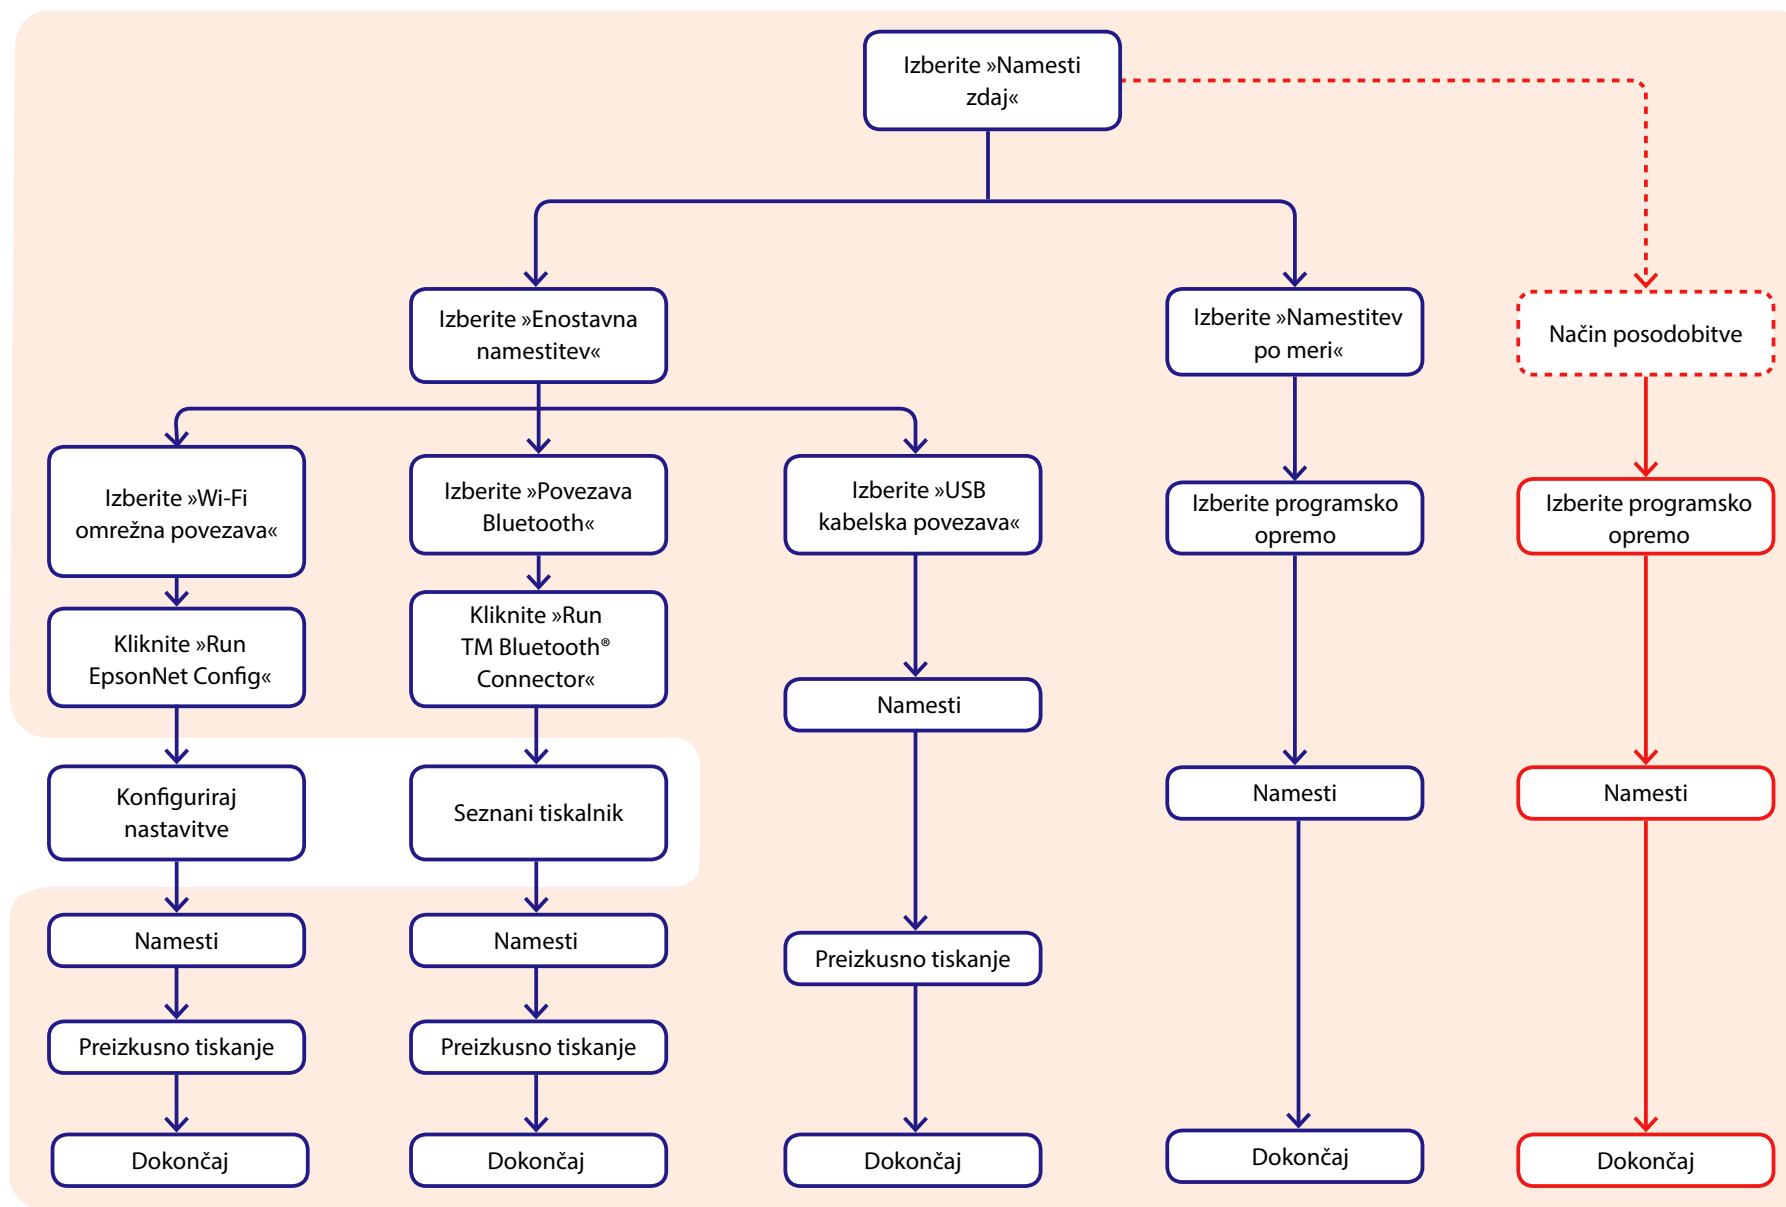 Izberite »Namesti
zdaj«
Izberite »Enostavna
namestitev«
Izberite »Namestitev
po meri«
Način posodobitve
Izberite »Wi-Fi
omrežna povezava«
Izberite »Povezava
Bluetooth«
Izberite »USB
kabelska povezava«
Izberite programsko
opremo
Izberite programsko
opremo
Kliknite »Run
EpsonNet Config«
Kliknite »Run
TM Bluetooth®
Connector«
Namesti
Konfiguriraj
nastavitve
Seznani tiskalnik
Namesti
Namesti
Namesti
Namesti
Preizkusno tiskanje
Preizkusno tiskanje
Preizkusno tiskanje
Dokončaj
Dokončaj
Dokončaj
Dokončaj
Dokončaj